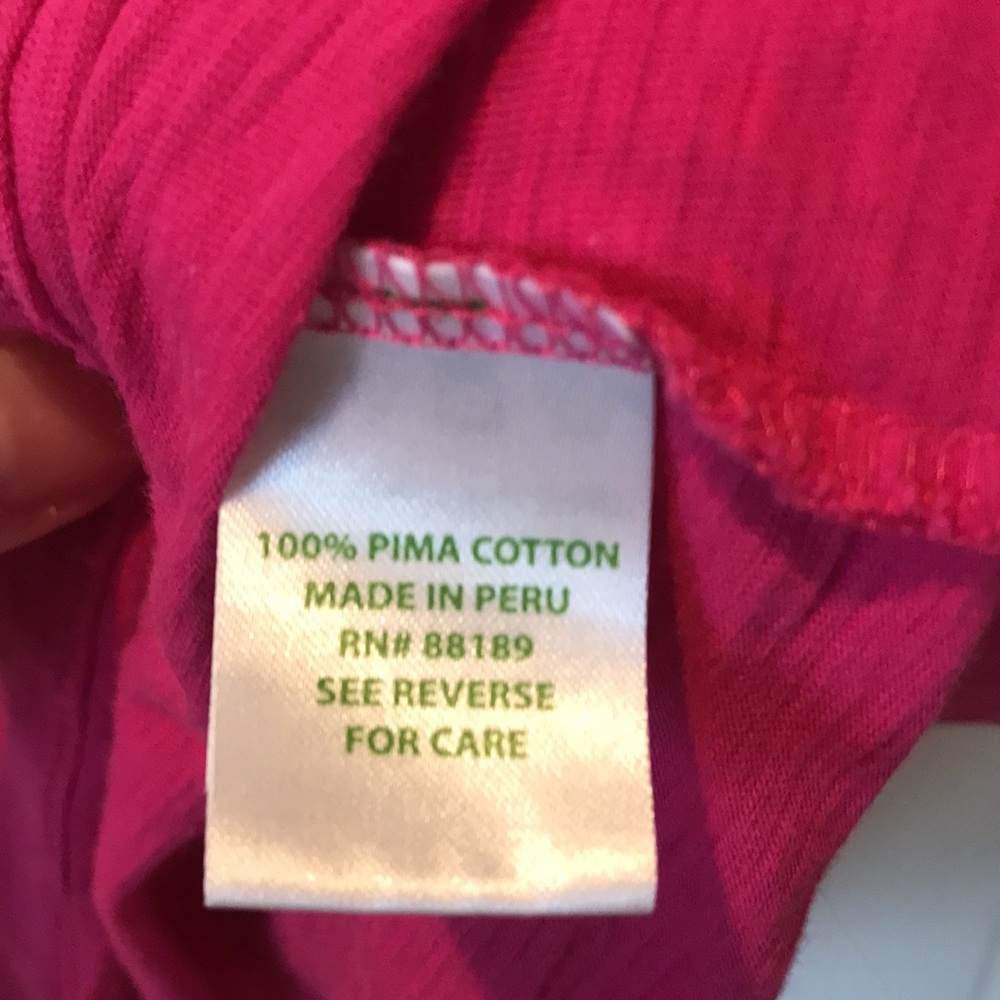 100% PIMA COTTON
MADE IN PERU
RN# 88189
SEE REVERSE
FOR CARE